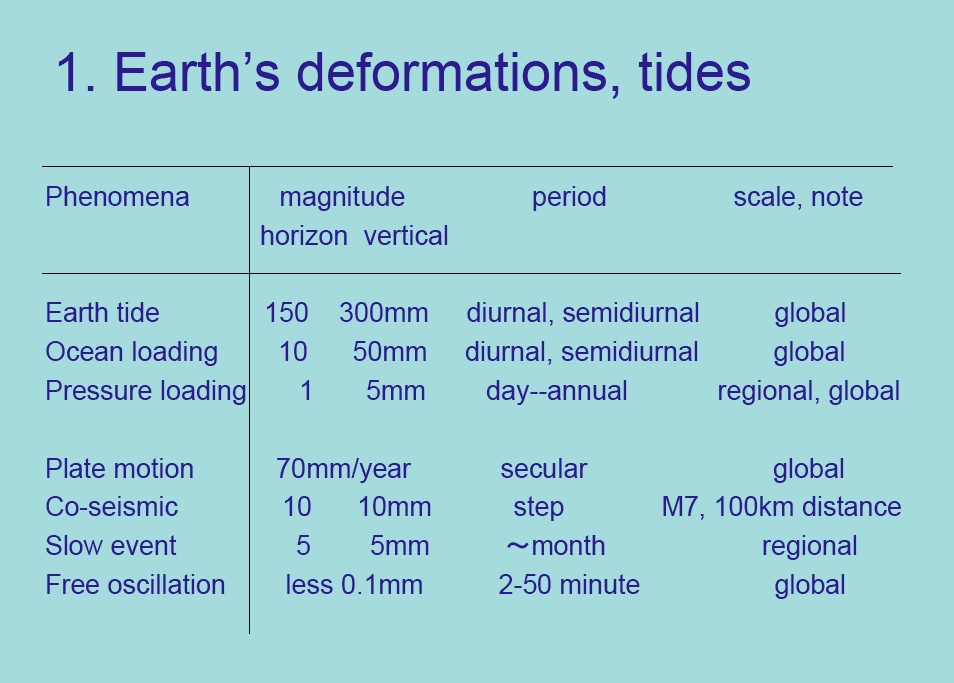 1. Earth’s deformations, tides
Phenomena magnitude period scale, note
horizon vertical
Earth tide 150 300mm diurnal, semidiurnal global
Ocean loading 10 50mm diurnal, semidiurnal global
Pressure loading 1 5mm day--annual regional, global
Plate motion 70mm/year secular global
Co-seismic 10 10mm step M7, 100km distance
Slow event 5 5mm ～month regional
Free oscillation less 0.1mm 2-50 minute global